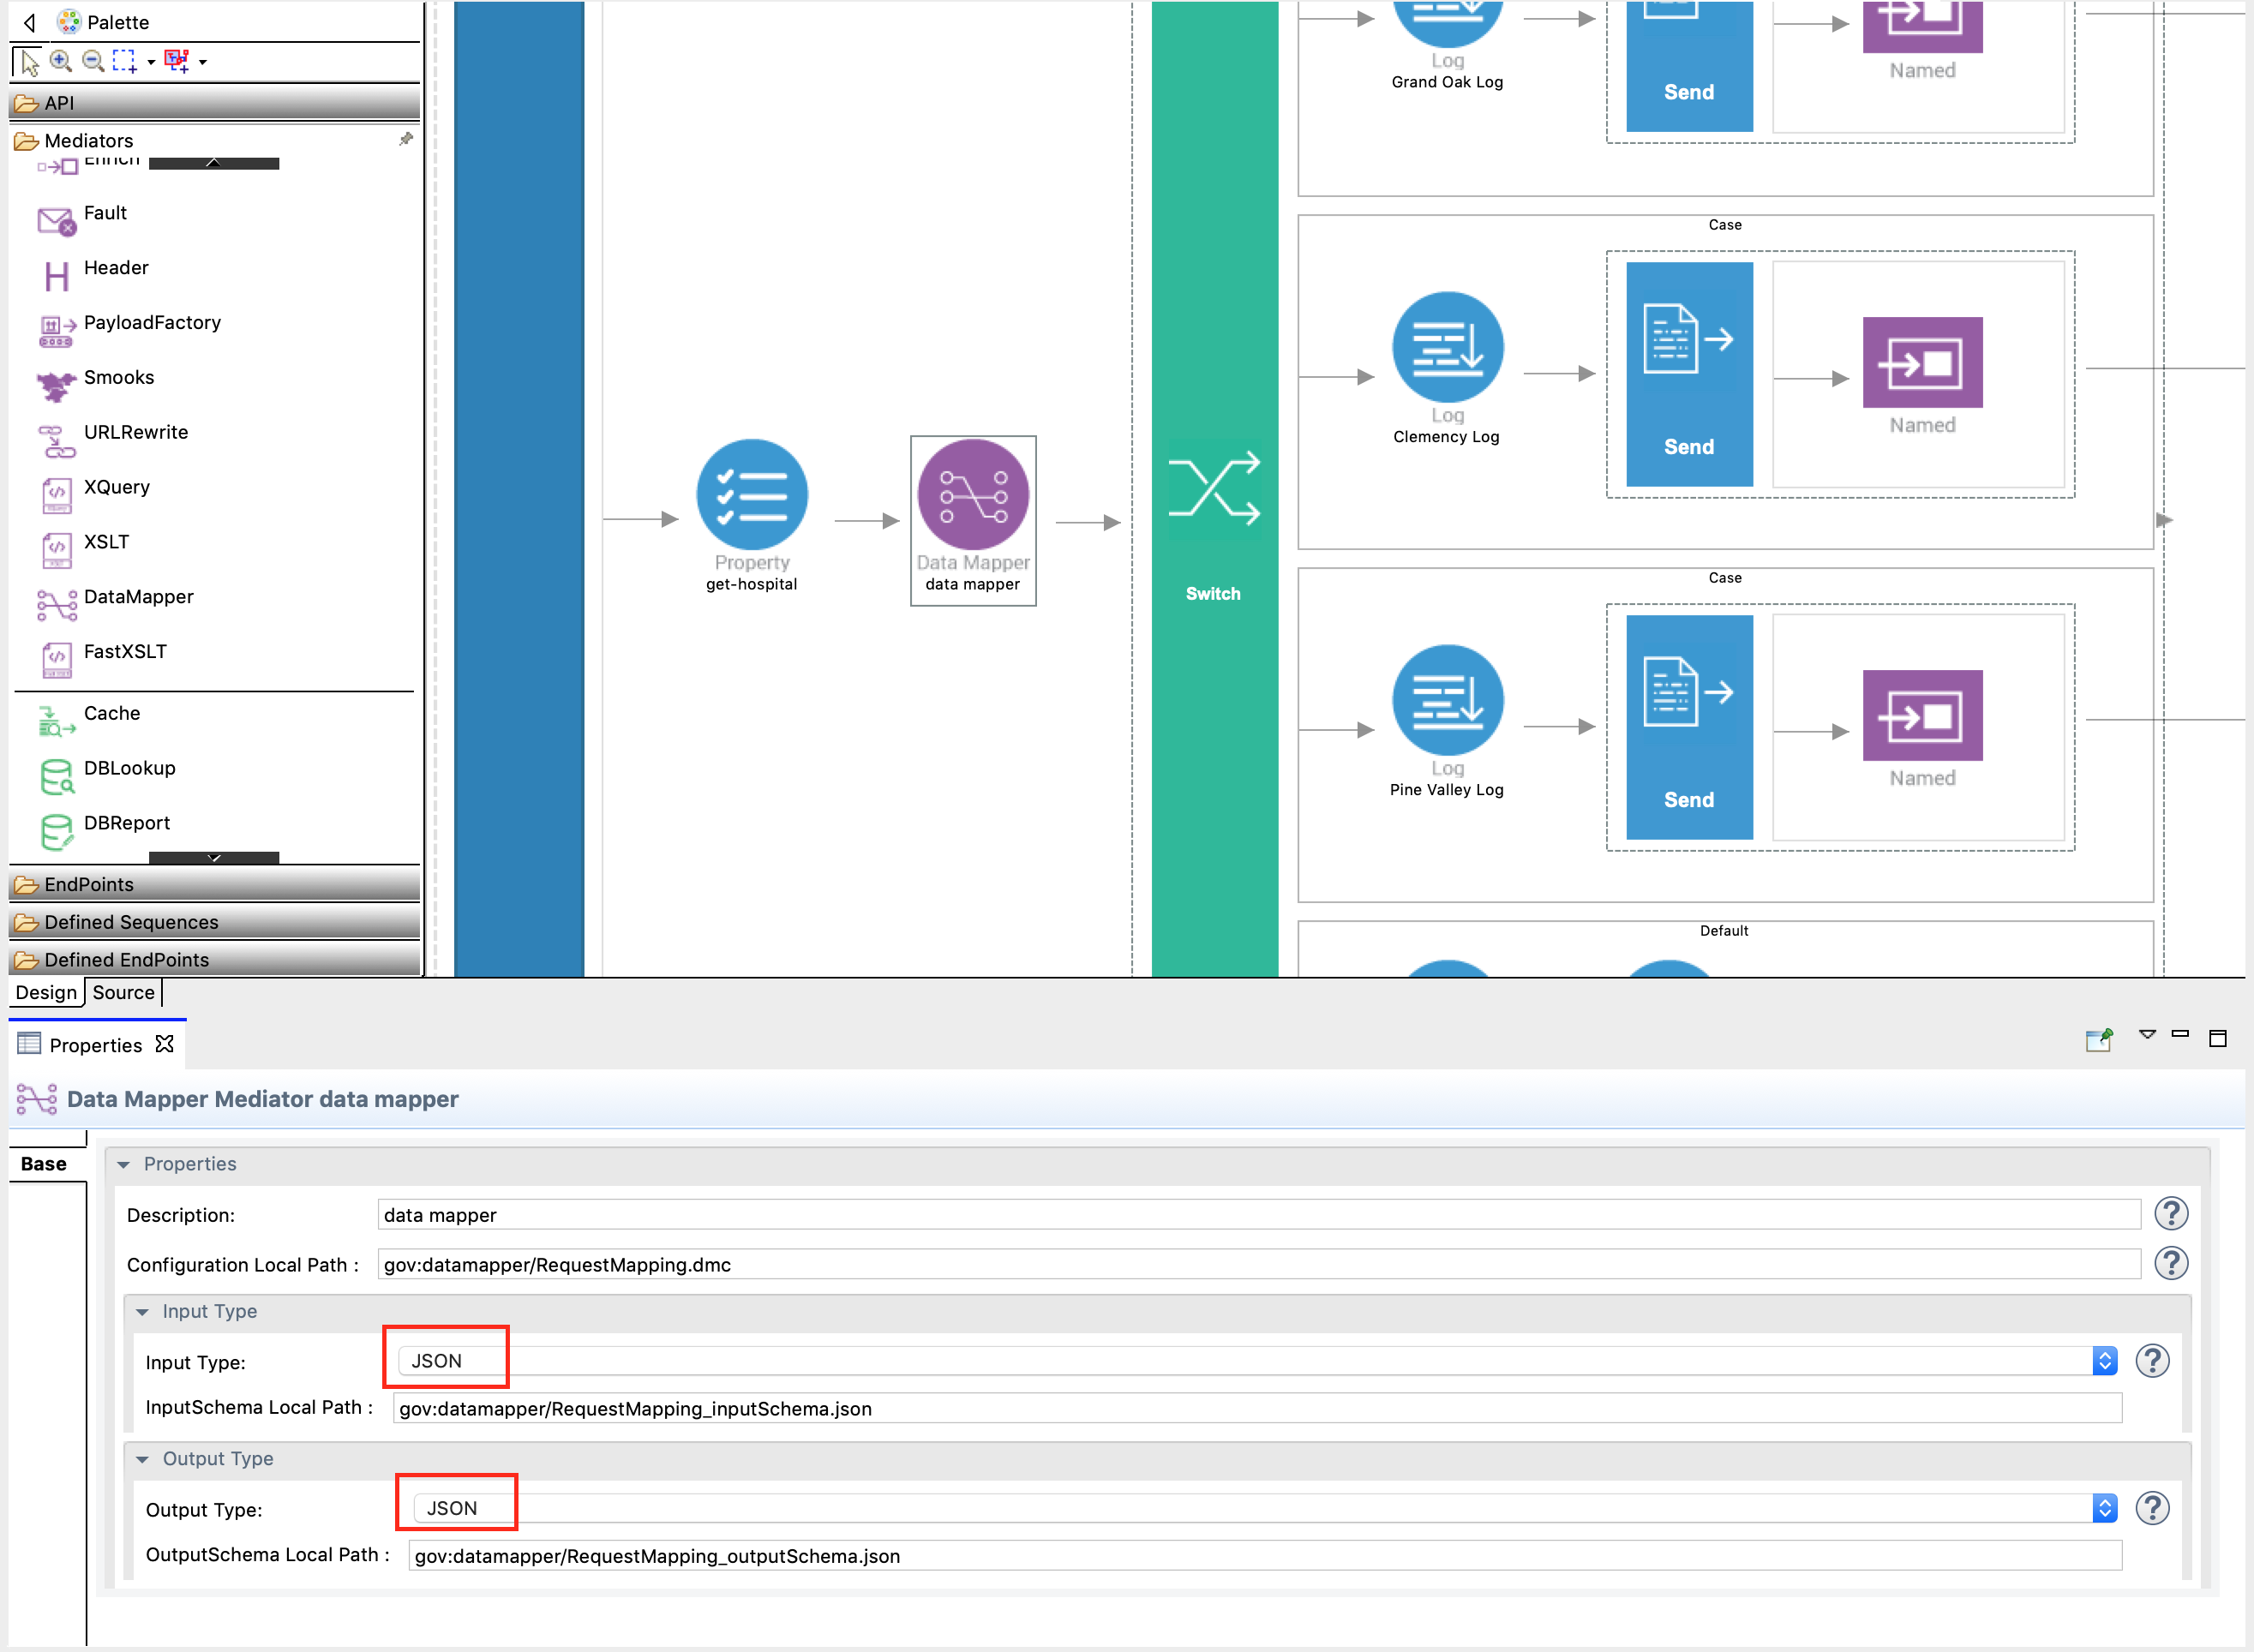 Palette
API
Mediators
Enrich
Fault
Header
PayloadFactory
Smooks
URLRewrite
XQuery
XSLT
DataMapper
FastXSLT
Cache
DBLookup
DBReport
EndPoints
Defined Sequences
Defined EndPoints
Property
get-hospital
Data Mapper
data mapper
Switch
Log
Grand Oak Log
Send
Named
Case
Log
Clemency Log
Send
Named
Case
Log
Pine Valley Log
Send
Named
Default
Design
Source
Properties
Data Mapper Mediator data mapper
Base
Properties
Description:
data mapper
Configuration Local Path :
gov:datamapper/RequestMapping.dmc
Input Type
Input Type:
JSON
InputSchema Local Path :
gov:datamapper/RequestMapping_inputSchema.json
Output Type
Output Type:
JSON
OutputSchema Local Path :
gov:datamapper/RequestMapping_outputSchema.json